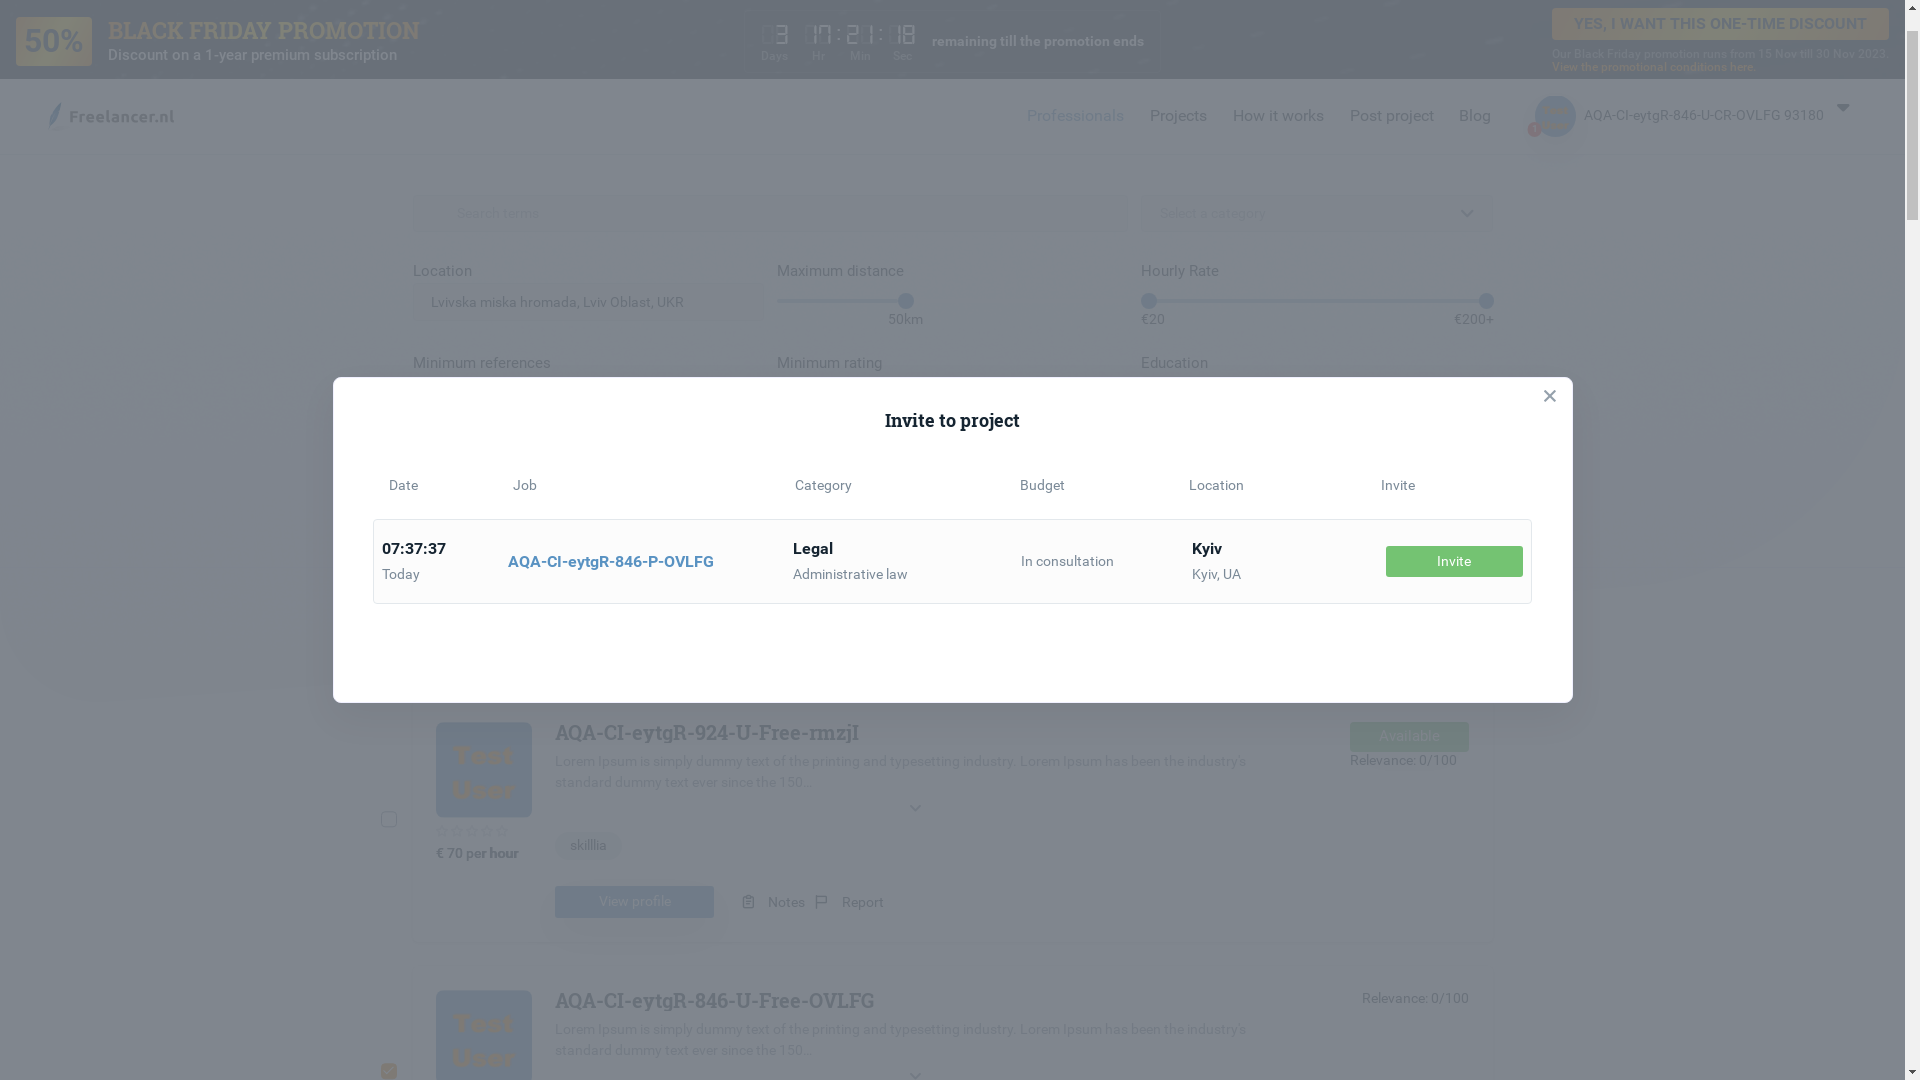 50%
BLACK FRIDAY PROMOTION
Discount on a 1-year premium subscription
3 17:21:18
Days Hr Min Sec
remaining till the promotion ends
YES, I WANT THIS ONE-TIME DISCOUNT
Our Black Friday promotion runs from 15 Nov till 30 Nov 2023.
View the promotional conditions here
Freelancer.nl
Professionals
Projects
How it works
Post project
Blog
1
AQA-CI-eytgR-846-U-CR-OVLFG 93180
Search terms
Select a category
Location
Maximum distance
Hourly Rate
Lvivska miska hromada, Lviv Oblast, UKR
50km
€20
€200+
Minimum references
Minimum rating
Education
Invite to project
Date Job Category Budget Location Invite
07:37:37
Today
AQA-CI-eytgR-846-P-OVLFG
Legal
Administrative law
In consultation
Kyiv
Kyiv, UA
Invite
Test
User
€ 70 per hour
AQA-CI-eytgR-924-U-Free-rmzjI
Lorem Ipsum is simply dummy text of the printing and typesetting industry. Lorem Ipsum has been the industry's
standard dummy text ever since the 150...
skilllia
View profile
Notes
Report
Available
Relevance: 0/100
Test
User
AQA-CI-eytgR-846-U-Free-OVLFG
Lorem Ipsum is simply dummy text of the printing and typesetting industry. Lorem Ipsum has been the industry's
standard dummy text ever since the 150...
Relevance: 0/100